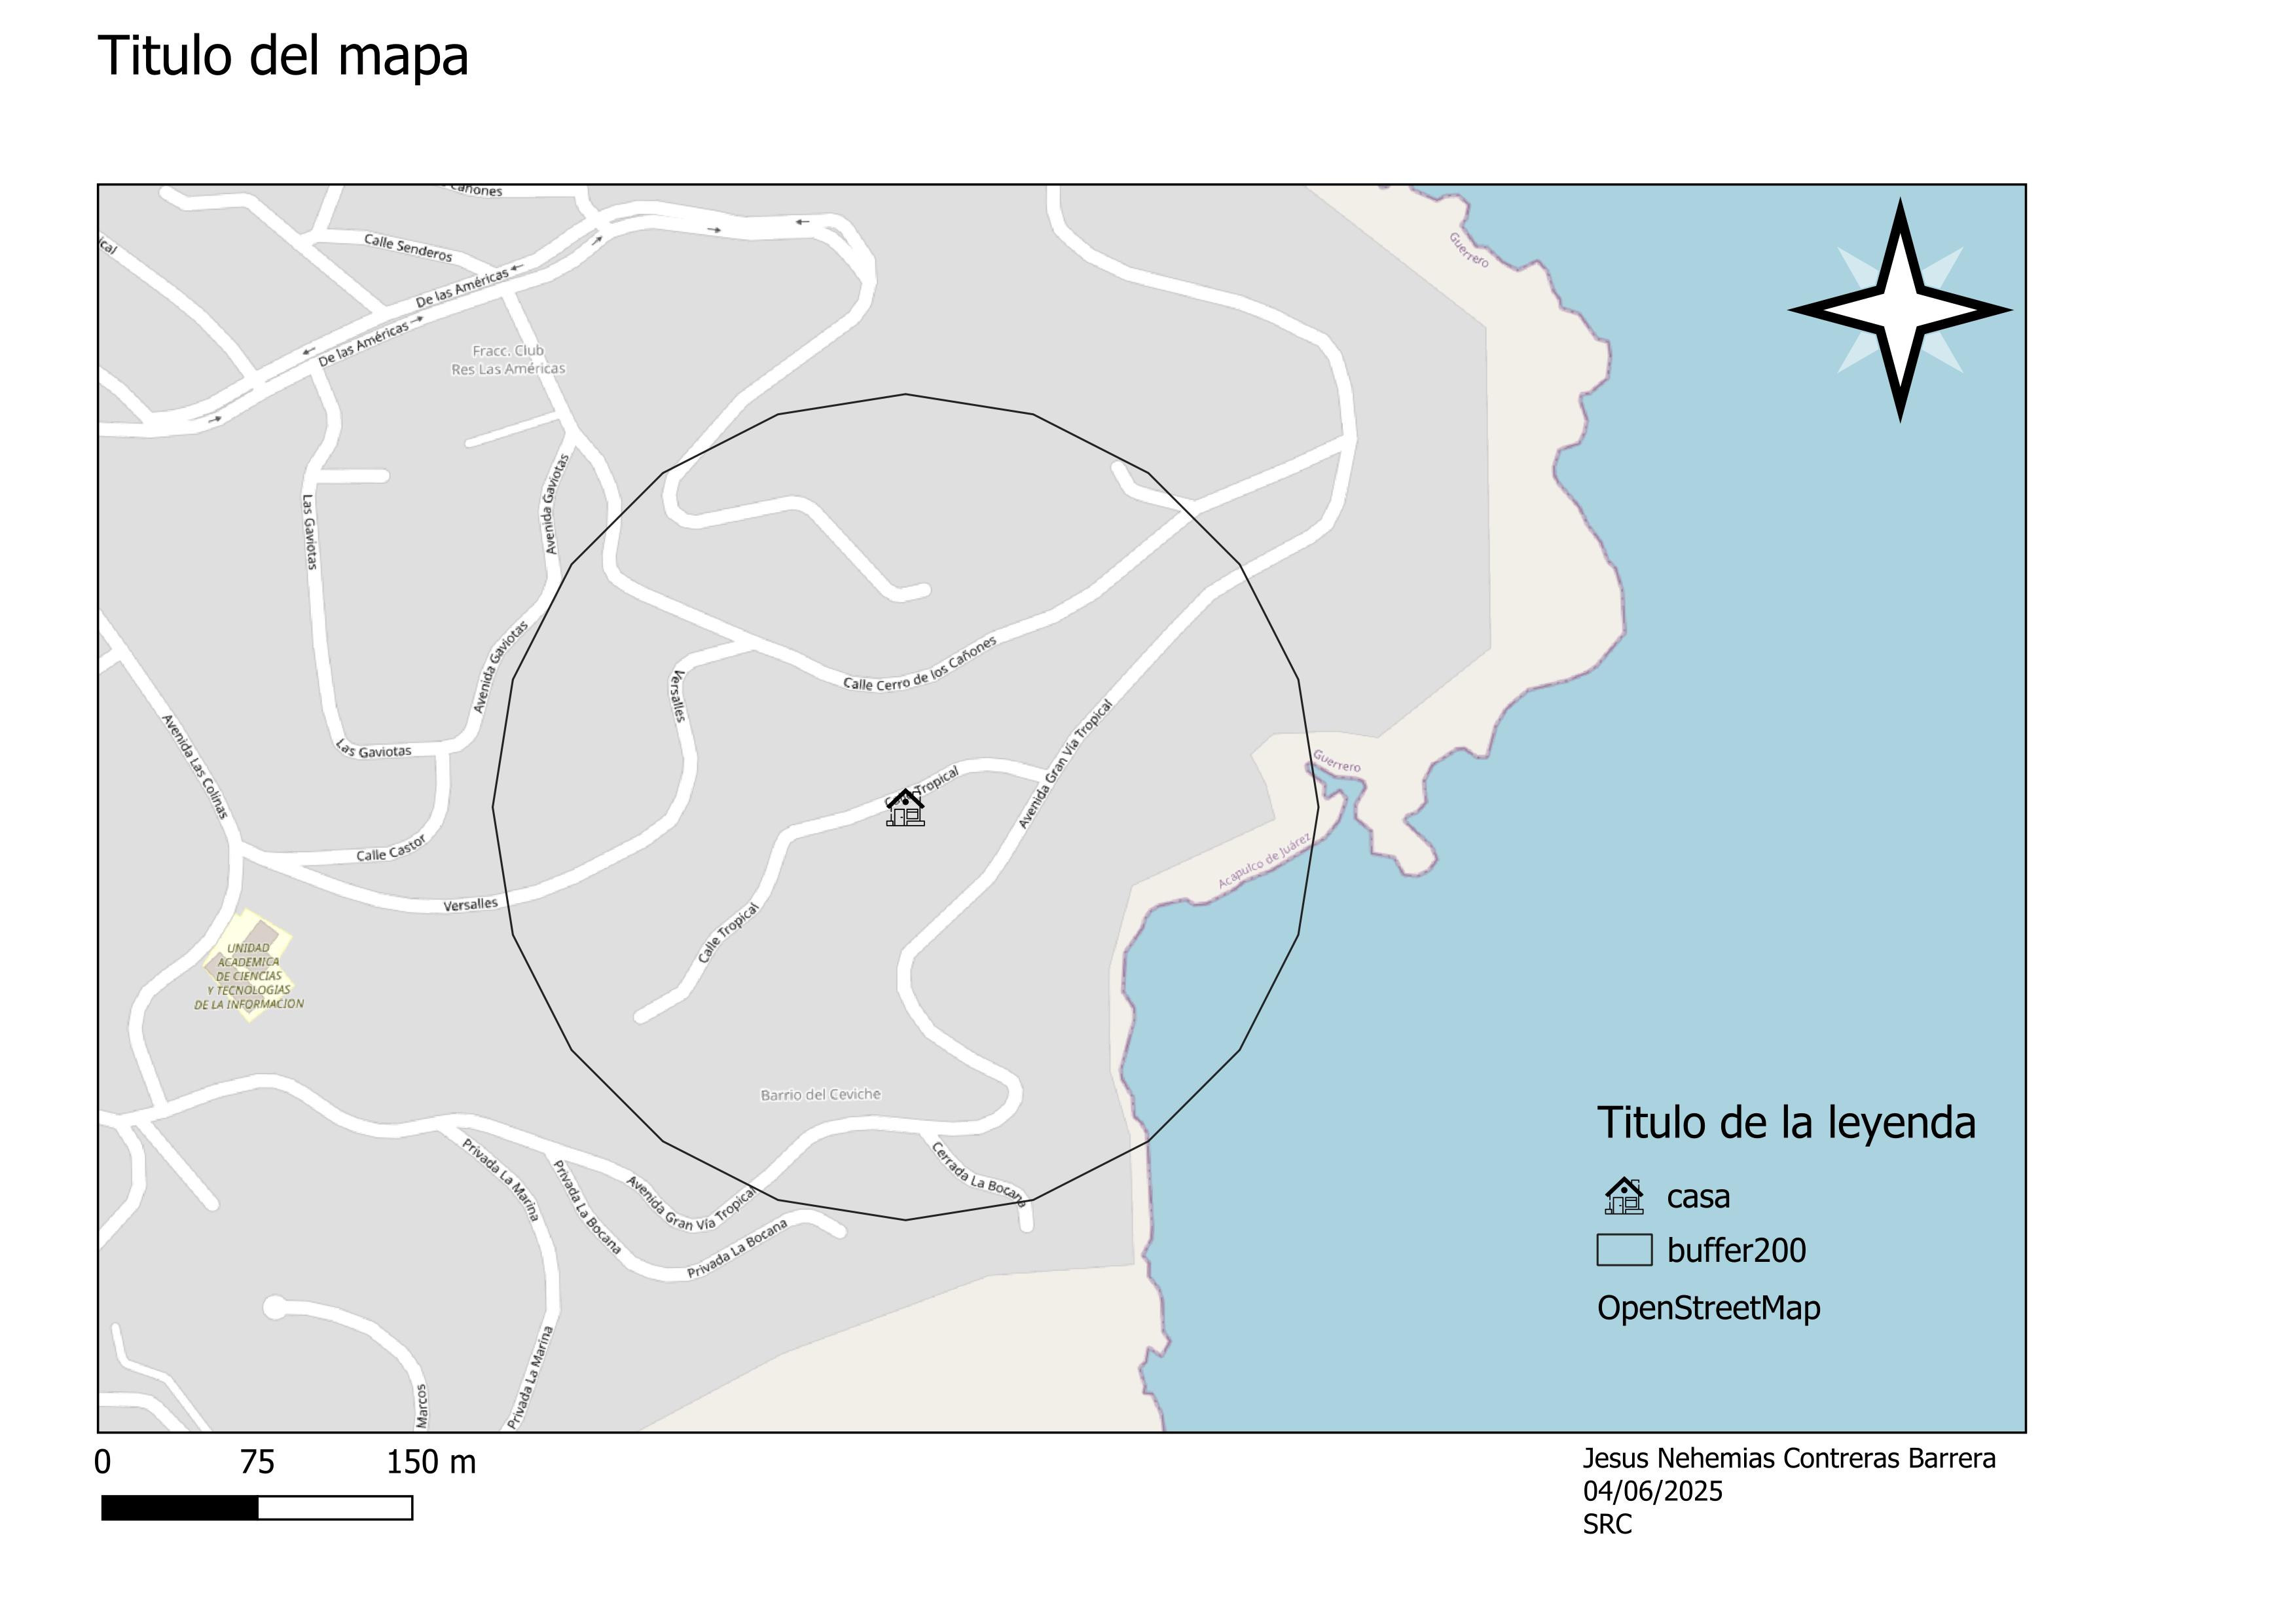 Titulo del mapa
Cañones
ical
Calle Senderos
Guerrero
De las Américas
De las Américas
Fracc. Club
Res Las Américas
Avenida Gaviotas
Las Gaviotas
Avenida Gaviotas
Calle Cerro de los Cañones
Versalles
Avenida Gran Vía Tropical
Avenida Las Colinas
Las Gaviotas
Guerrero
Tropical
Calle Castor
Acapulco de Juárez
Versalles
Calle Tropical
UNIDAD
ACADEMICA
DE CIENCIAS
Y TECNOLOGIAS
DE LA INFORMACION
Barrio del Ceviche
Titulo de la leyenda
Privada La Marina
Privada La Bocana
Avenida Gran Vía Tropical
Cerrada La Bocana
casa
Privada La Bocana
buffer200
OpenStreetMap
Privada La Marina
Marcos
0 75 150 m
Jesus Nehemias Contreras Barrera
04/06/2025
SRC